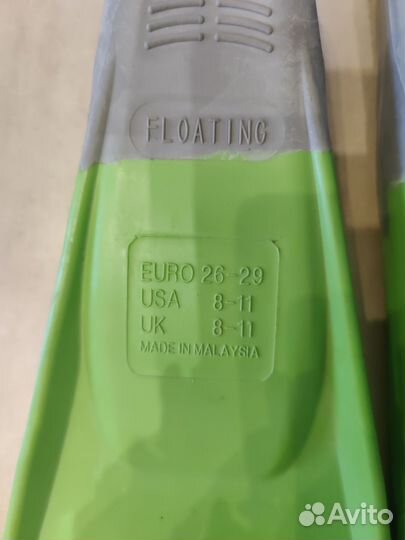 FLOATING
EURO 26-29
USA 8-11
UK 8-11
MADE IN MALAYSIA
Avito